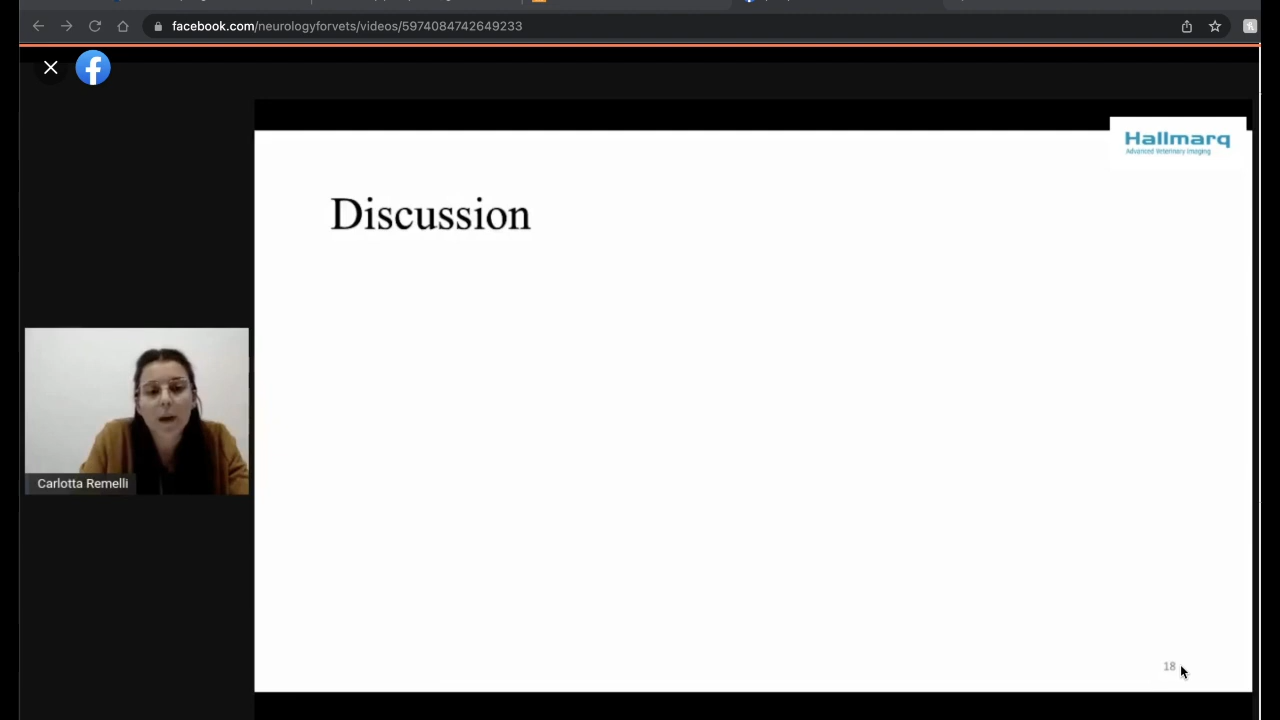 facebook.com/neurologyforvets/videos/5974084742649233
Hallmarq
Advanced Veterinary Imaging
Discussion
Carlotta Remelli
18